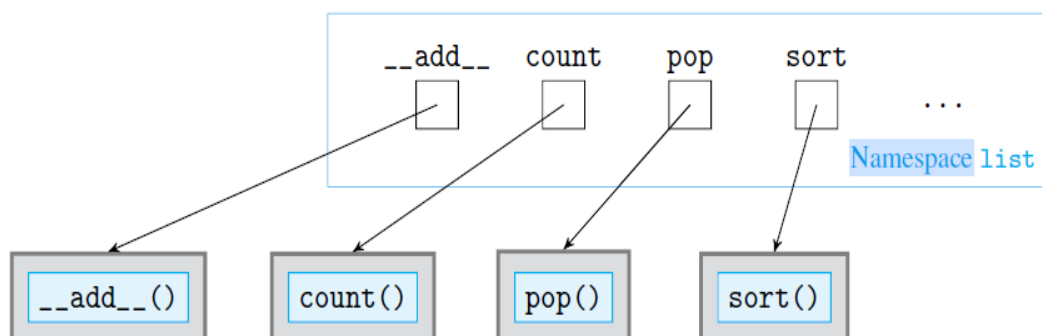 __add__ count pop sort
...
Namespace list
__add__() count() pop() sort()